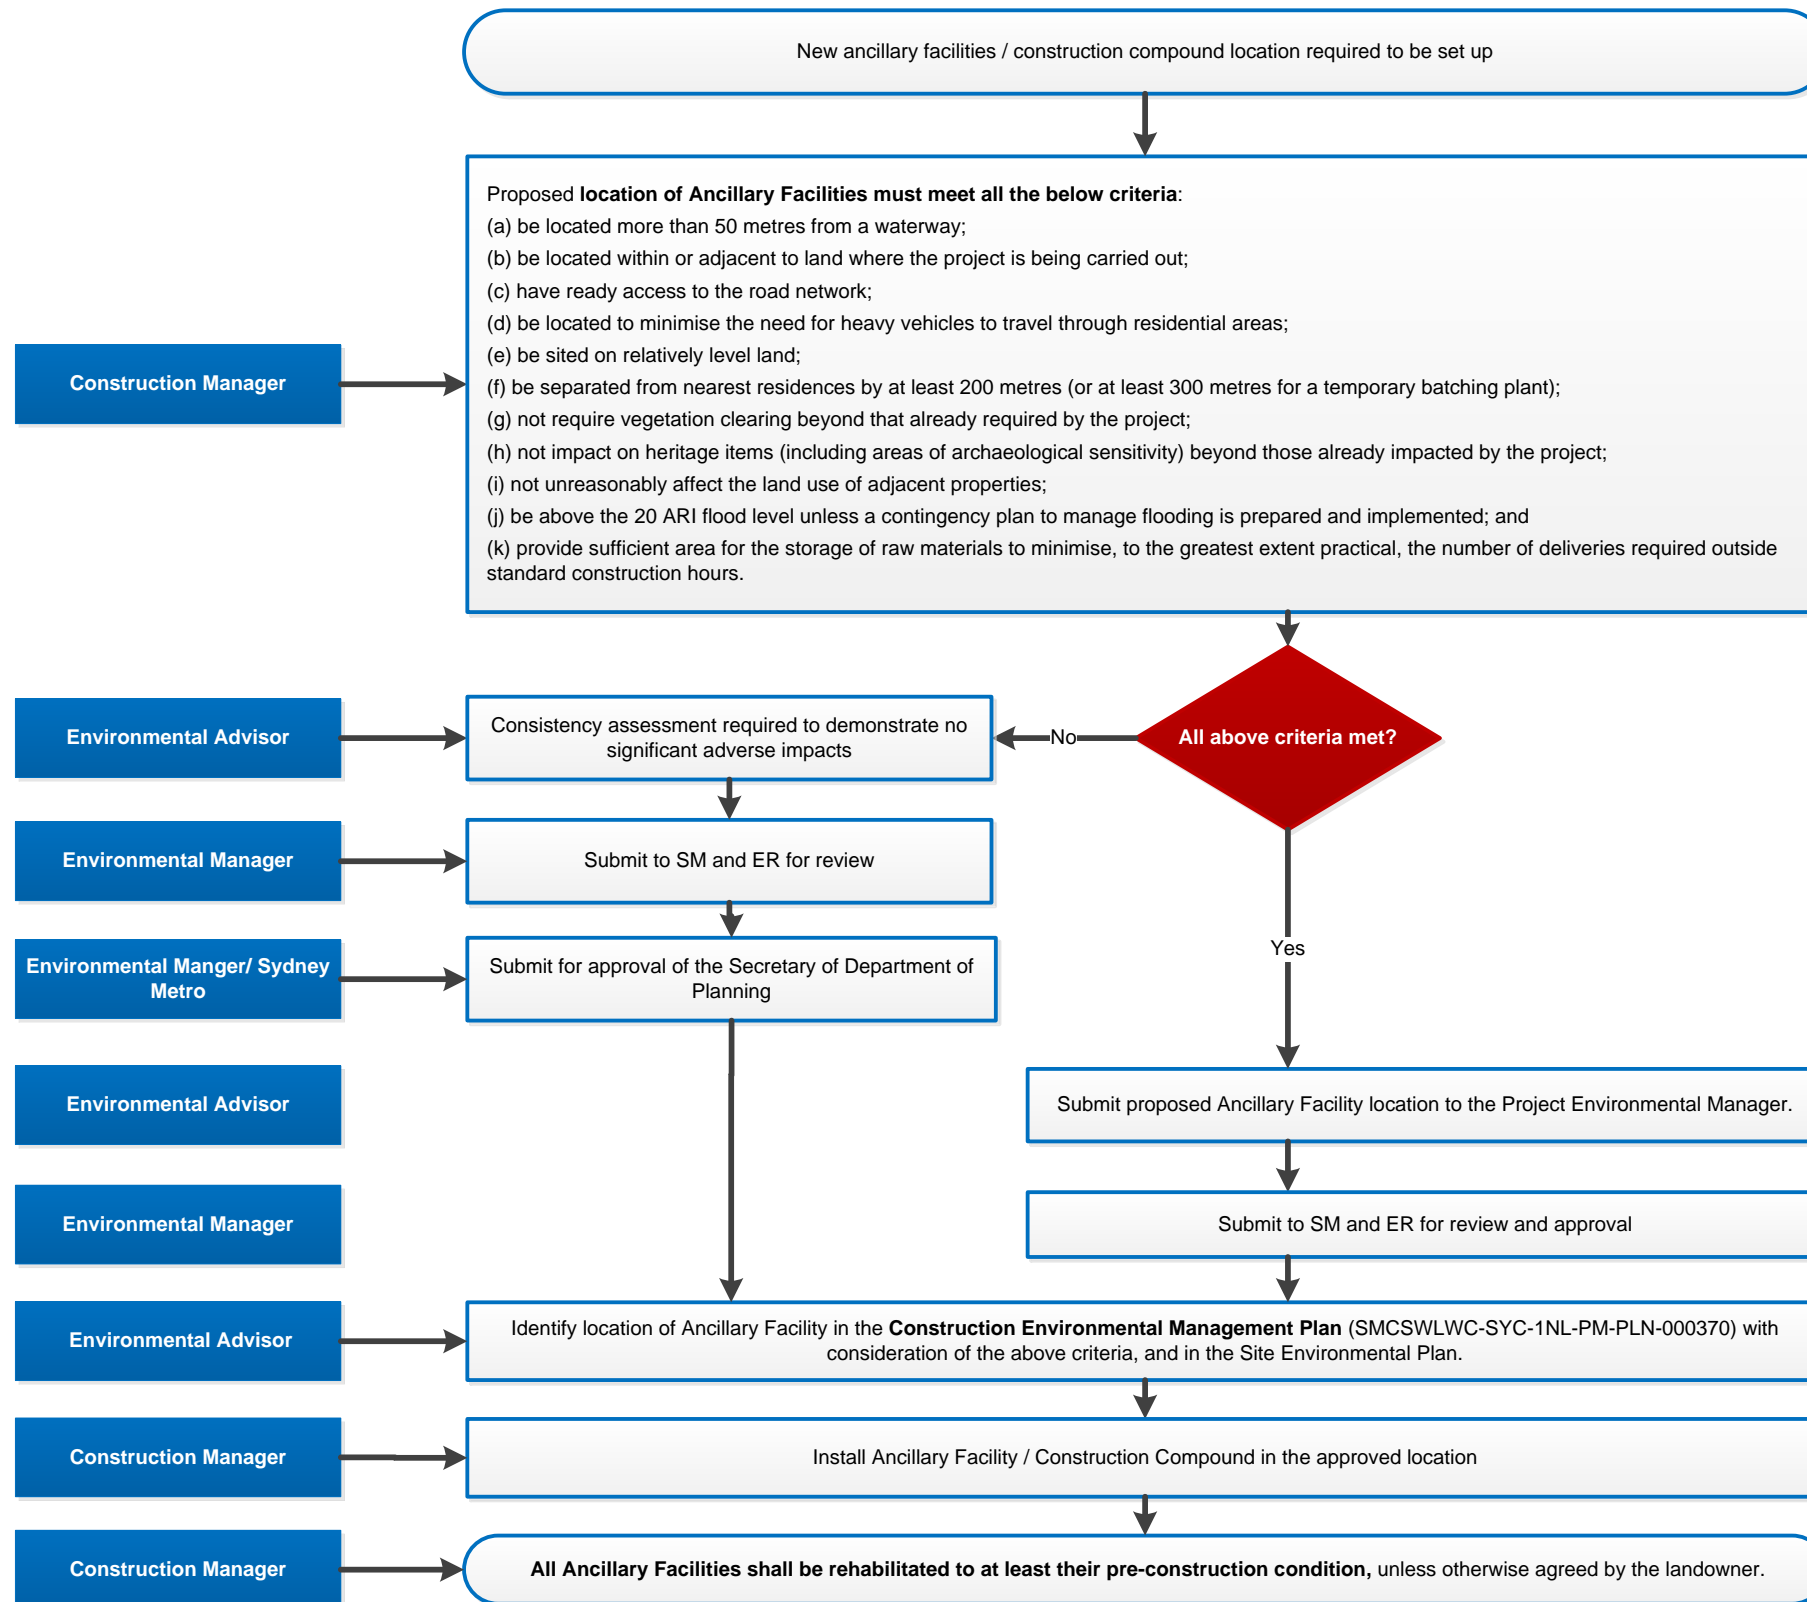 New ancillary facilities / construction compound location required to be set up
Proposed location of Ancillary Facilities must meet all the below criteria:
(a) be located more than 50 metres from a waterway;
(b) be located within or adjacent to land where the project is being carried out;
(c) have ready access to the road network;
(d) be located to minimise the need for heavy vehicles to travel through residential areas;
(e) be sited on relatively level land;
(f) be separated from nearest residences by at least 200 metres (or at least 300 metres for a temporary batching plant);
(g) not require vegetation clearing beyond that already required by the project;
(h) not impact on heritage items (including areas of archaeological sensitivity) beyond those already impacted by the project;
(i) not unreasonably affect the land use of adjacent properties;
(j) be above the 20 ARI flood level unless a contingency plan to manage flooding is prepared and implemented; and
(k) provide sufficient area for the storage of raw materials to minimise, to the greatest extent practical, the number of deliveries required outside
standard construction hours.
Construction Manager
Environmental Advisor
Consistency assessment required to demonstrate no
significant adverse impacts
No
All above criteria met?
Environmental Manager
Submit to SM and ER for review
Environmental Manger/ Sydney
Metro
Submit for approval of the Secretary of Department of
Planning
Yes
Environmental Advisor
Submit proposed Ancillary Facility location to the Project Environmental Manager.
Environmental Manager
Submit to SM and ER for review and approval
Environmental Advisor
Identify location of Ancillary Facility in the Construction Environmental Management Plan (SMCSWLWC-SYC-1NL-PM-PLN-000370) with
consideration of the above criteria, and in the Site Environmental Plan.
Construction Manager
Install Ancillary Facility / Construction Compound in the approved location
Construction Manager
All Ancillary Facilities shall be rehabilitated to at least their pre-construction condition, unless otherwise agreed by the landowner.